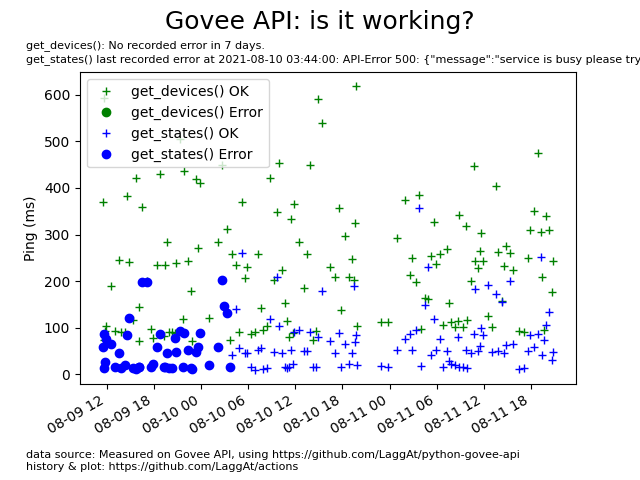 Govee API: is it working?
get_devices(): No recorded error in 7 days.
get_states() last recorded error at 2021-08-10 03:44:00: API-Error 500: {"message":"service is busy please try
get_devices() OK
get_devices() Error
get_states() OK
get_states() Error
Ping (ms)
600
500
400
300
200
100
0
08-09 12
08-09 18
08-10 00
08-10 06
08-10 12
08-10 18
08-11 00
08-11 06
08-11 12
08-11 18
data source: Measured on Govee API, using https://github.com/LaggAt/python-govee-api
history & plot: https://github.com/LaggAt/actions